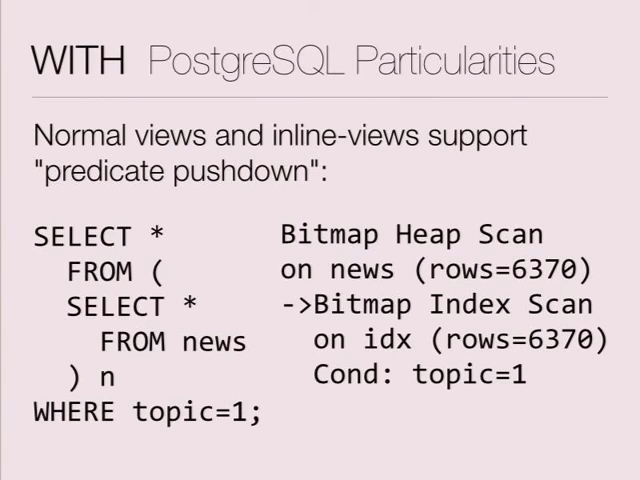 WITH PostgreSQL Particularities
Normal views and inline-views support
"predicate pushdown":
SELECT *
FROM (
SELECT *
FROM news
) n
WHERE topic=1;
Bitmap Heap Scan
on news (rows=6370)
->Bitmap Index Scan
on idx (rows=6370)
Cond: topic=1